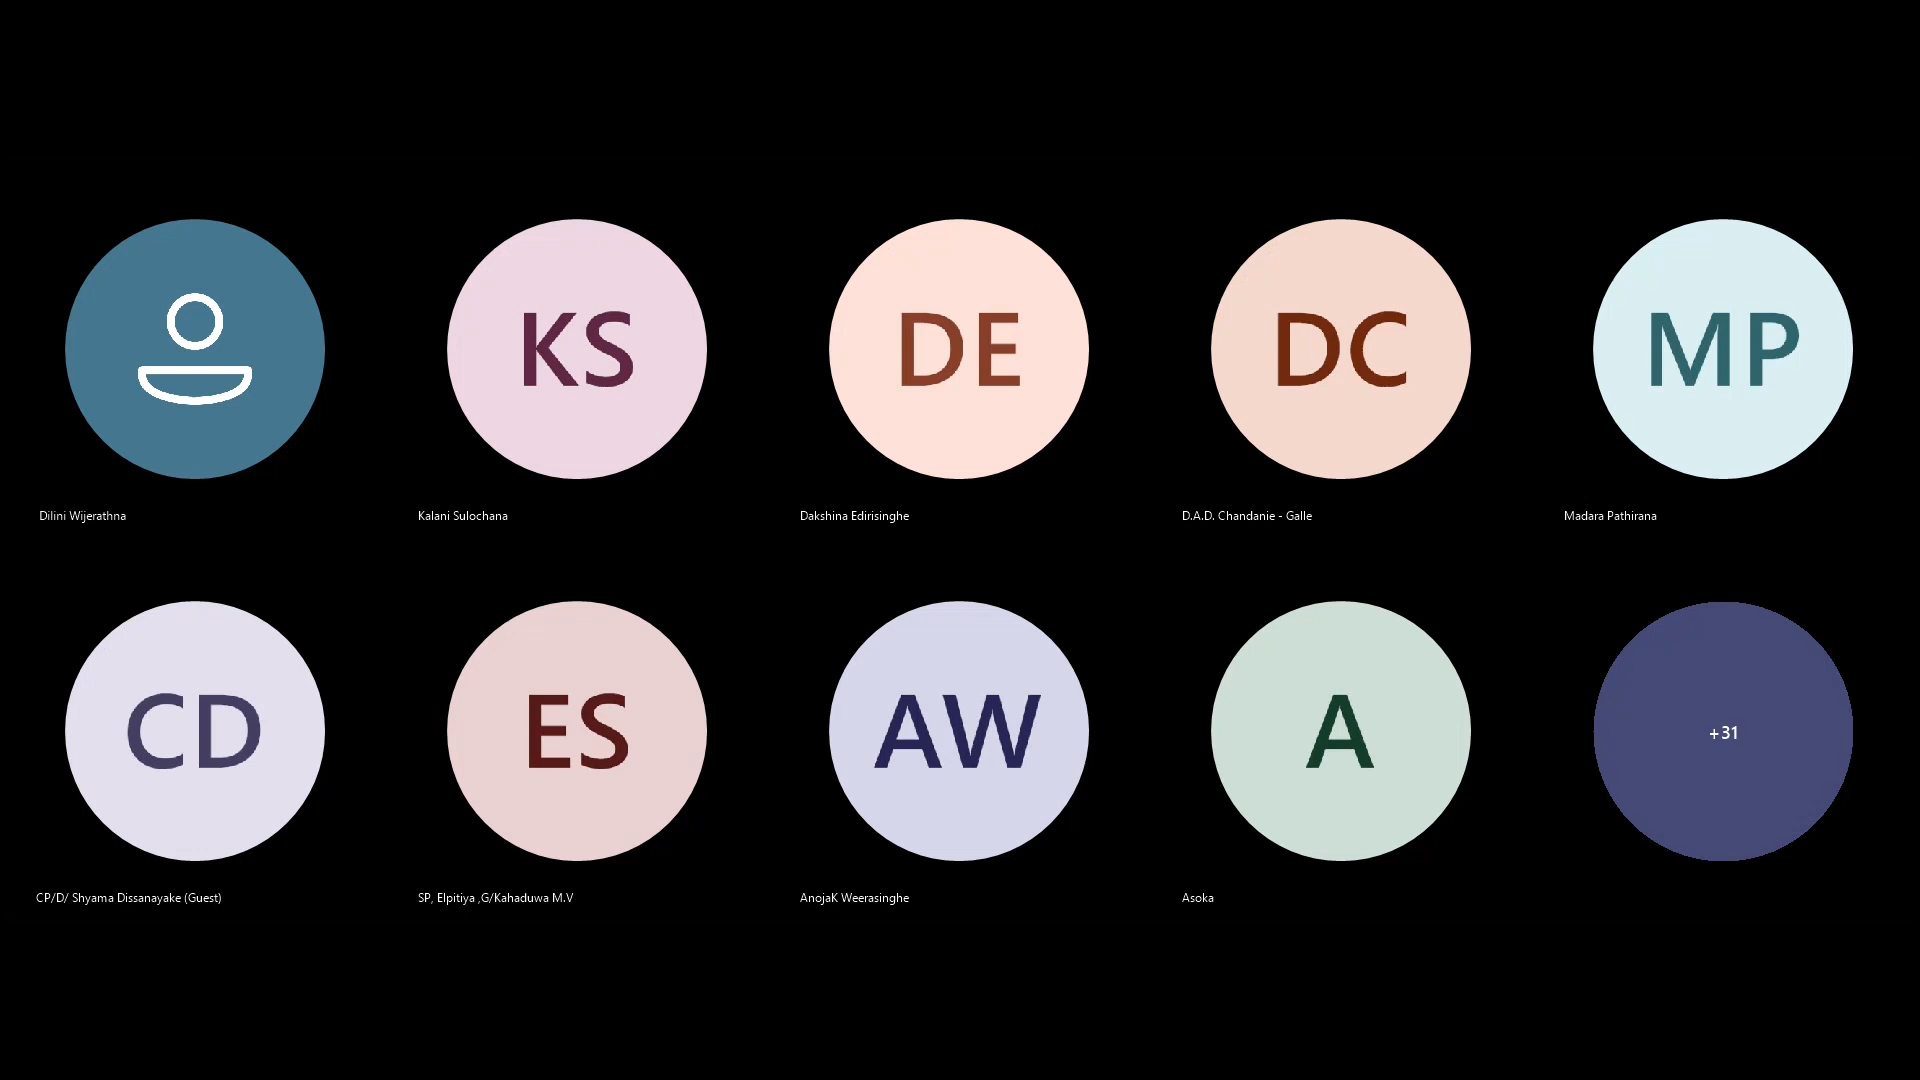 KS
DE
DC
MP
Dilini Wijerathna
Kalani Sulochana
Dakshina Edirisinghe
D.A.D. Chandanie - Galle
Madara Pathirana
CD
ES
AW
A
+31
CP/D/ Shyama Dissanayake (Guest)
SP, Elpitiya ,G/Kahaduwa M.V
AnojaK Weerasinghe
Asoka